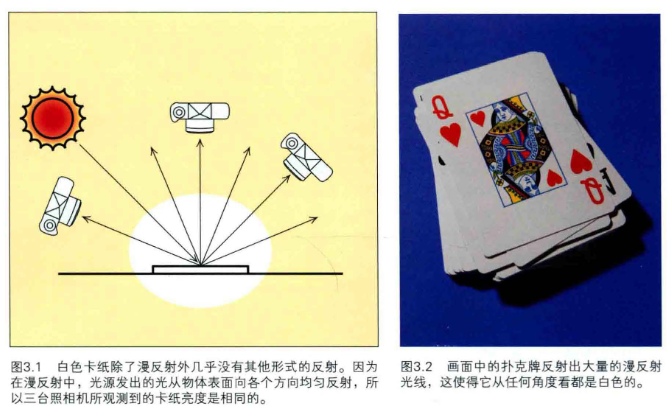 Q
Q
J
图3.1 白色卡纸除了漫反射外几乎没有其他形式的反射。因为
在漫反射中，光源发出的光从物体表面向各个方向均匀反射，所
以三台照相机所观测到的卡纸亮度是相同的。
图3.2 画面中的扑克牌反射出大量的漫反射
光线，这使得它从任何角度看都是白色的。